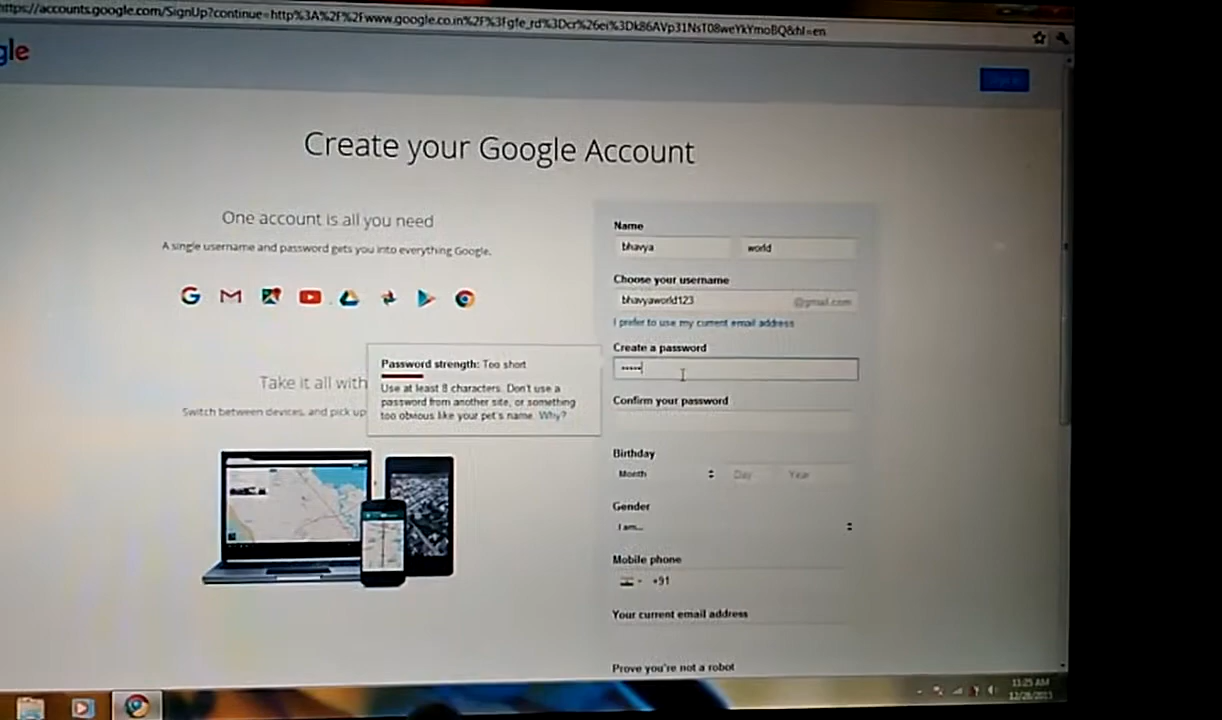 https://accounts.google.com/SignUp?continue=http%3A%2F%2Fwww.google.co.in%2F%3Fgfe_rd%3Dcr%26ei%3Dk86AVp31NsT08weYkYmoBQ&hl=en
gle
Create your Google Account
One account is all you need
A single username and password gets you into everything Google.
Take it all with
Switch between devices, and pick up
Password strength: Too short
Use at least 8 characters. Don't use a
password from another site, or something
too obvious like your pet's name. Why?
Name
bhavya world
Choose your username
bhavyaworld123 @gmail.com
I prefer to use my current email address
Create a password
Confirm your password
Birthday
Month Day Year
Gender
I am...
Mobile phone
+91
Your current email address
Prove you're not a robot
11:25 AM